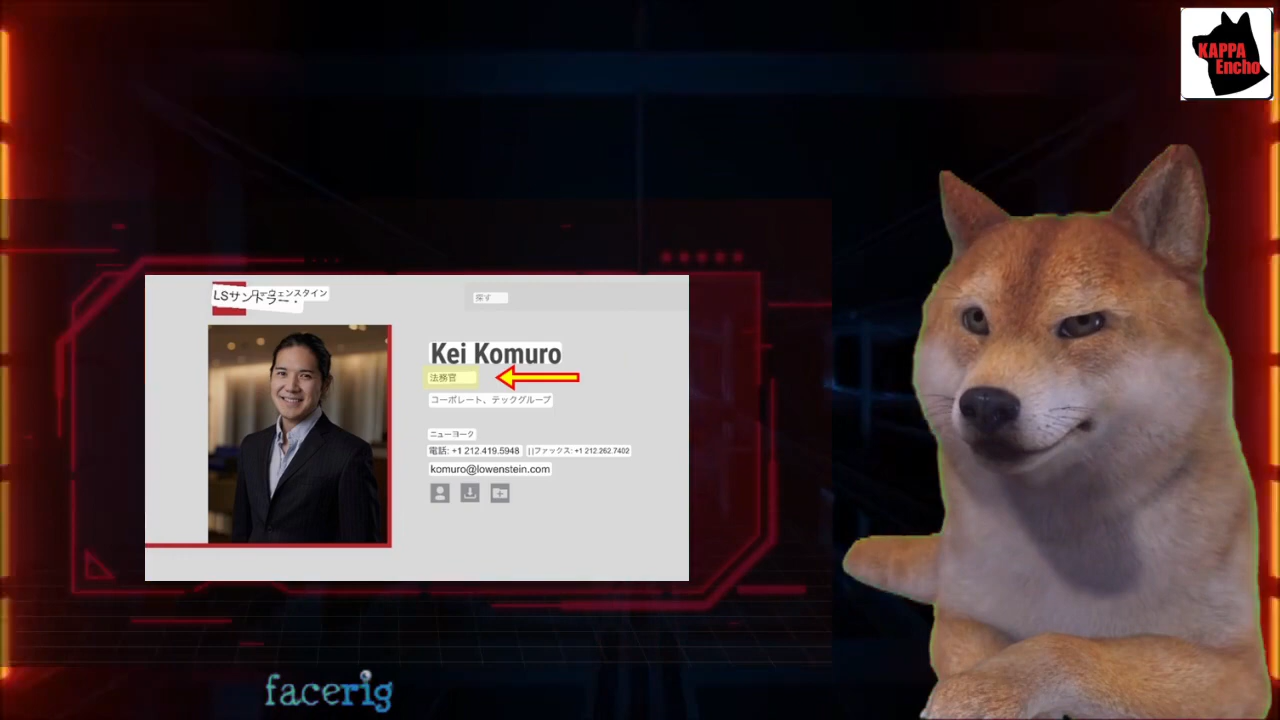 KAPPA
Encho
ローウェンスタイン
LSサンドラー・
探す
Kei Komuro
法務官
コーポレート、テックグループ
ニューヨーク
電話: +1 212.419.5948 | |ファックス: +1 212.262.7402
komuro@lowenstein.com
facerig